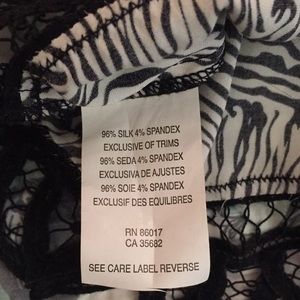 96% SILK 4% SPANDEX
EXCLUSIVE OF TRIMS
96% SEDA 4% SPANDEX
EXCLUSIVA DE AJUSTES
96% SOIE 4% SPANDEX
EXCLUSIF DES EQUILIBRES
RN 86017
CA 35682
SEE CARE LABEL REVERSE